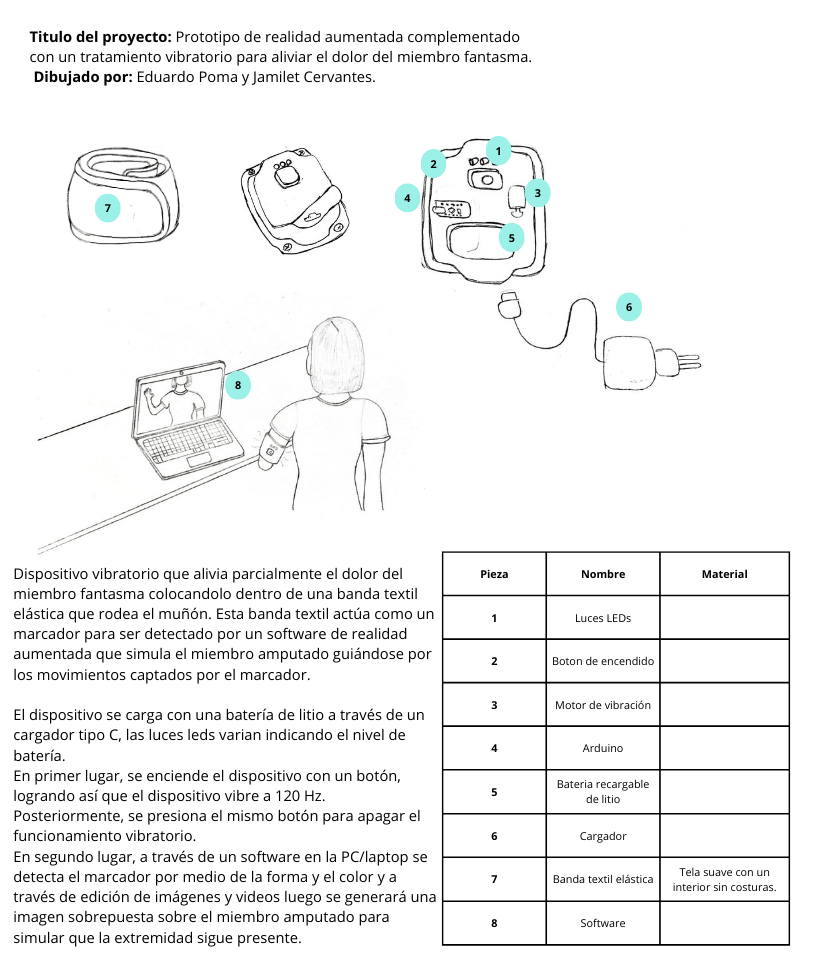 Titulo del proyecto: Prototipo de realidad aumentada complementado
con un tratamiento vibratorio para aliviar el dolor del miembro fantasma.
Dibujado por: Eduardo Poma y Jamilet Cervantes.
1
2
3
4
7
5
6
8
Dispositivo vibratorio que alivia parcialmente el dolor del
miembro fantasma colocandolo dentro de una banda textil
elástica que rodea el muñón. Esta banda textil actúa como un
marcador para ser detectado por un software de realidad
aumentada que simula el miembro amputado guiándose por
los movimientos captados por el marcador.
El dispositivo se carga con una batería de litio a través de un
cargador tipo C, las luces leds varian indicando el nivel de
batería.
En primer lugar, se enciende el dispositivo con un botón,
logrando así que el dispositivo vibre a 120 Hz.
Posteriormente, se presiona el mismo botón para apagar el
funcionamiento vibratorio.
En segundo lugar, a través de un software en la PC/laptop se
detecta el marcador por medio de la forma y el color y a
través de edición de imágenes y videos luego se generará una
imagen sobrepuesta sobre el miembro amputado para
simular que la extremidad sigue presente.
Pieza Nombre Material
1 Luces LEDs
2 Boton de encendido
3 Motor de vibración
4 Arduino
5 Bateria recargable
de litio
6 Cargador
7 Banda textil elástica Tela suave con un
interior sin costuras.
8 Software